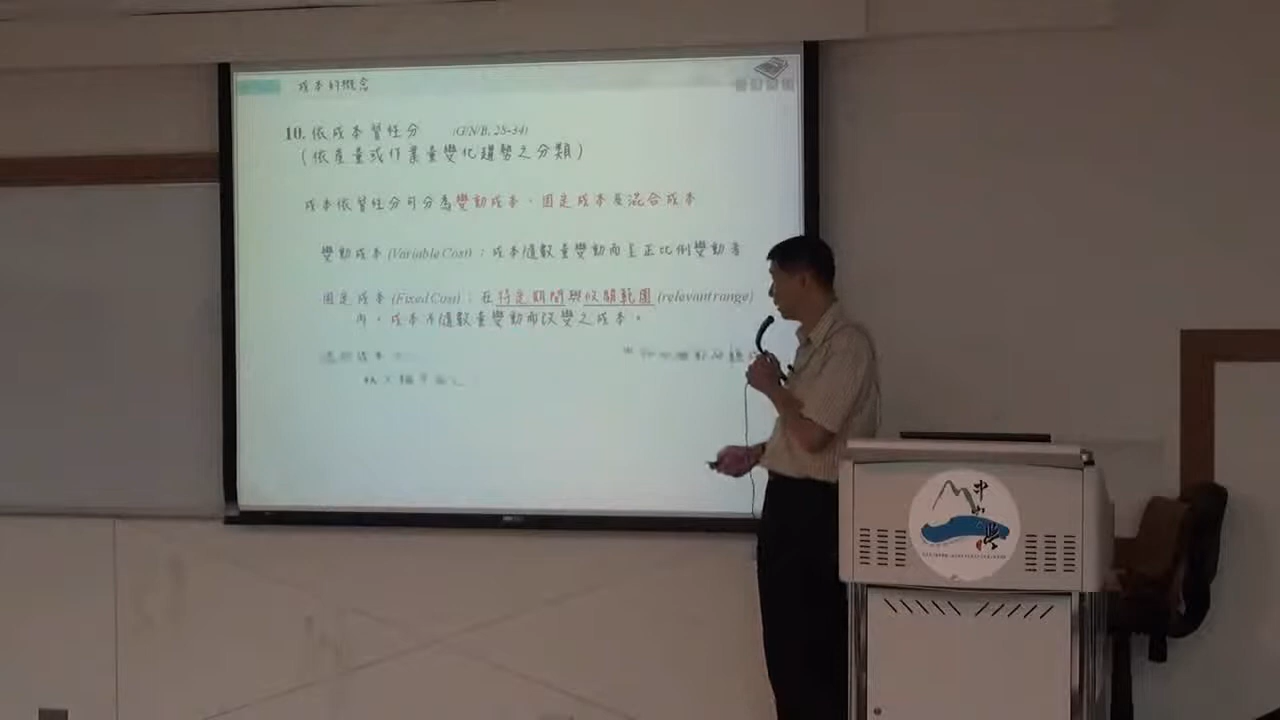 成本的概念
10. 依成本習性分 (G/N/B, 28-34)
(依產量或作業量變化趨勢之分類)
成本依習性分可分為變動成本、固定成本及混合成本
變動成本 (Variable Cost)：成本隨數量變動而呈正比例變動者
固定成本 (Fixed Cost)：在特定期間與攸關範圍 (relevant range)
內，成本不隨數量變動而改變之成本。
中山